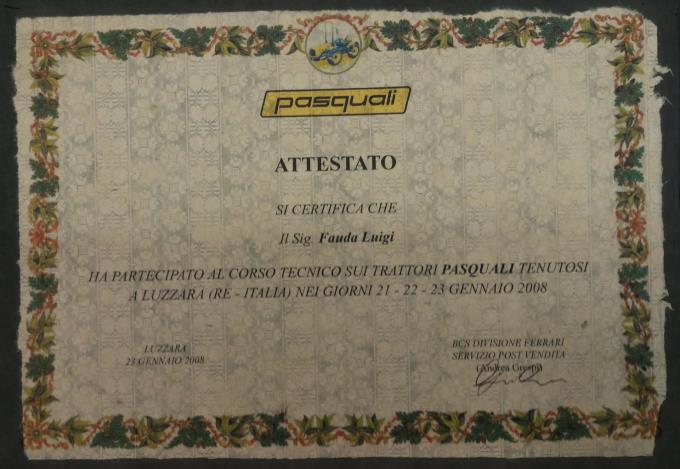 pasquali
ATTESTATO
SI CERTIFICA CHE
Il Sig. Fauda Luigi
HA PARTECIPATO AL CORSO TECNICO SUI TRATTORI PASQUALI TENUTOSI
A LUZZARA (RE - ITALIA) NEI GIORNI 21 - 22 - 23 GENNAIO 2008
LUZZARA
23 GENNAIO 2008
BCS DIVISIONE FERRARI
SERVIZIO POST VENDITA
(Andrea Crespi)